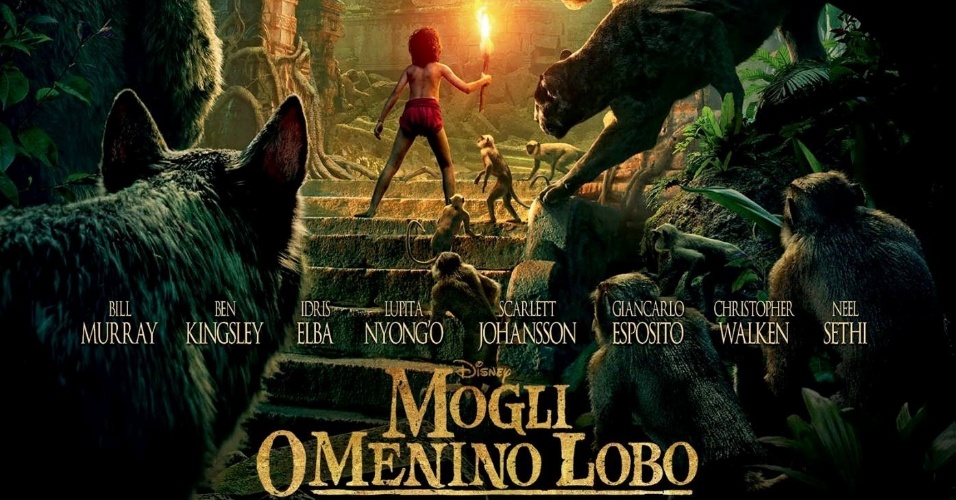 BILL MURRAY
BEN KINGSLEY
IDRIS ELBA
LUPITA NYONG'O
SCARLETT JOHANSSON
GIANCARLO ESPOSITO
CHRISTOPHER WALKEN
NEEL SETHI
DISNEY
MOGLI
O MENINO LOBO